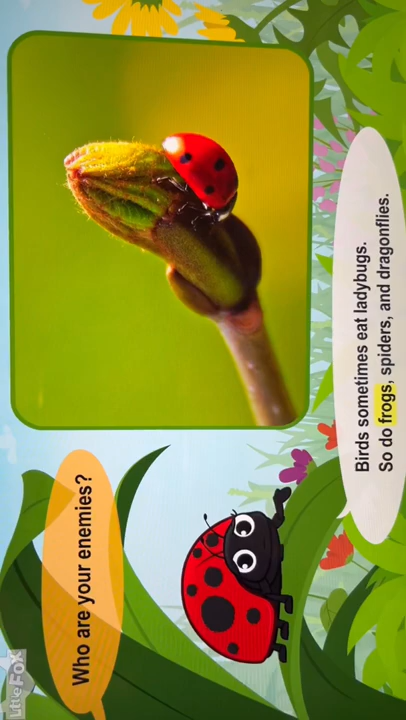 Who are your enemies?
Birds sometimes eat ladybugs.
So do frogs, spiders, and dragonflies.
Little FOX